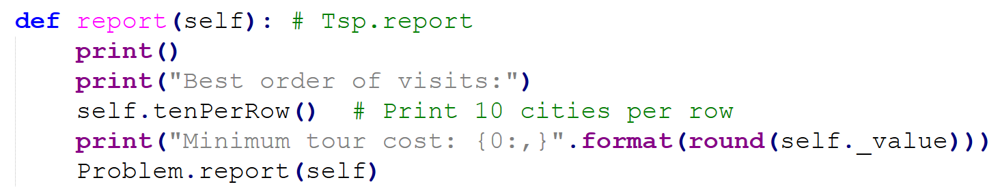 def report(self): # Tsp.report
    print()
    print("Best order of visits:")
    self.tenPerRow()  # Print 10 cities per row
    print("Minimum tour cost: {0:,}".format(round(self._value)))
    Problem.report(self)